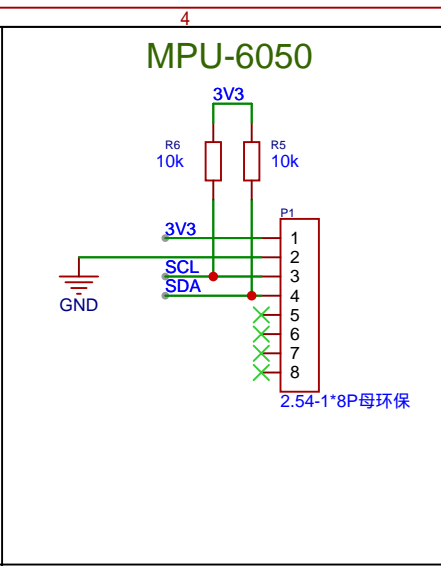 4
MPU-6050
3V3
R6
10k
R5
10k
P1
3V3
1
2
SCL
3
SDA
4
GND
5
6
7
8
2.54-1*8P母环保